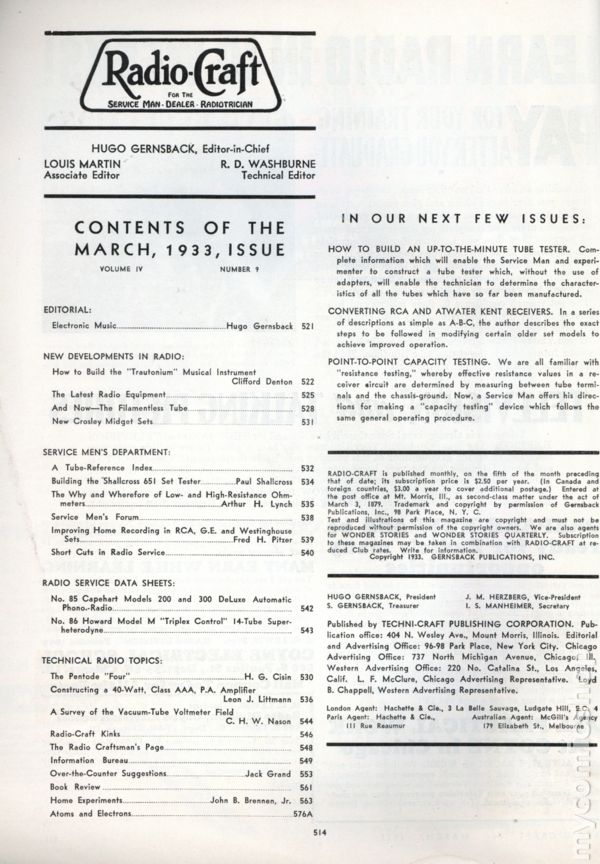 Radio-Craft
FOR THE
SERVICE MAN · DEALER · RADIOTRICIAN
HUGO GERNSBACK, Editor-in-Chief
LOUIS MARTIN R. D. WASHBURNE
Associate Editor Technical Editor
CONTENTS OF THE
MARCH, 1933, ISSUE
VOLUME IV NUMBER 9
EDITORIAL:
Electronic Music Hugo Gernsback 521
NEW DEVELOPMENTS IN RADIO:
How to Build the "Trautonium" Musical Instrument
Clifford Denton 522
The Latest Radio Equipment 525
And Now—The Filamentless Tube 528
New Crosley Midget Sets 531
SERVICE MEN'S DEPARTMENT:
A Tube-Reference Index 532
Building the Shallcross 651 Set Tester Paul Shallcross 534
The Why and Wherefore of Low- and High-Resistance Ohm-
meters Arthur H. Lynch 535
Service Men's Forum 538
Improving Home Recording in RCA, G.E. and Westinghouse
Sets Fred H. Pitzer 539
Short Cuts in Radio Service 540
RADIO SERVICE DATA SHEETS:
No. 85 Capehart Models 200 and 300 DeLuxe Automatic
Phono.-Radio 542
No. 86 Howard Model M "Triplex Control" 14-Tube Super-
heterodyne 543
TECHNICAL RADIO TOPICS:
The Pentode "Four" H. G. Cisin 530
Constructing a 40-Watt, Class AAA, P.A. Amplifier
Leon J. Littmann 536
A Survey of the Vacuum-Tube Voltmeter Field
C. H. W. Nason 544
Radio-Craft Kinks 546
The Radio Craftsman's Page 548
Information Bureau 549
Over-the-Counter Suggestions Jack Grand 553
Book Review 561
Home Experiments John B. Brennen, Jr. 563
Atoms and Electrons 576A
IN OUR NEXT FEW ISSUES:
HOW TO BUILD AN UP-TO-THE-MINUTE TUBE TESTER. Com-
plete information which will enable the Service Man and experi-
menter to construct a tube tester which, without the use of
adapters, will enable the technician to determine the character-
istics of all the tubes which have so far been manufactured.
CONVERTING RCA AND ATWATER KENT RECEIVERS. In a series
of descriptions as simple as A-B-C, the author describes the exact
steps to be followed in modifying certain older set models to
achieve improved operation.
POINT-TO-POINT CAPACITY TESTING. We are all familiar with
"resistance testing," whereby effective resistance values in a re-
ceiver circuit are determined by measuring between tube termi-
nals and the chassis-ground. Now, a Service Man offers his direc-
tions for making a "capacity testing" device which follows the
same general operating procedure.
RADIO-CRAFT is published monthly, on the fifth of the month preceding
that of date; its subscription price is $2.50 per year. (In Canada and
foreign countries, $3.00 a year to cover additional postage.) Entered at
the post office at Mt. Morris, Ill., as second-class matter under the act of
March 3, 1879. Trademark and copyright by permission of Gernsback
Publications, Inc., 98 Park Place, N. Y. C.
Text and illustrations of this magazine are copyright and must not be
reproduced without permission of the copyright owners. We are also agents
for WONDER STORIES and WONDER STORIES QUARTERLY. Subscription
to these magazines may be taken in combination with RADIO-CRAFT at re-
duced Club rates. Write for information.
Copyright 1933. GERNSBACK PUBLICATIONS, INC.
HUGO GERNSBACK, President J. M. HERZBERG, Vice-President
S. GERNSBACK, Treasurer I. S. MANHEIMER, Secretary
Published by TECHNI-CRAFT PUBLISHING CORPORATION. Pub-
lication office: 404 N. Wesley Ave., Mount Morris, Illinois. Editorial
and Advertising Office: 96-98 Park Place, New York City. Chicago
Advertising Office: 737 North Michigan Avenue, Chicago, Ill.
Western Advertising Office: 220 No. Catalina St., Los Angeles,
Calif. L. F. McClure, Chicago Advertising Representative. Loyd
B. Chappell, Western Advertising Representative.
London Agent: Hachette & Cie., 3 La Belle Sauvage, Ludgate Hill, E.C. 4
Paris Agent: Hachette & Cie., Australian Agent: McGill's Agency
111 Rue Reaumur 179 Elizabeth St., Melbourne
514